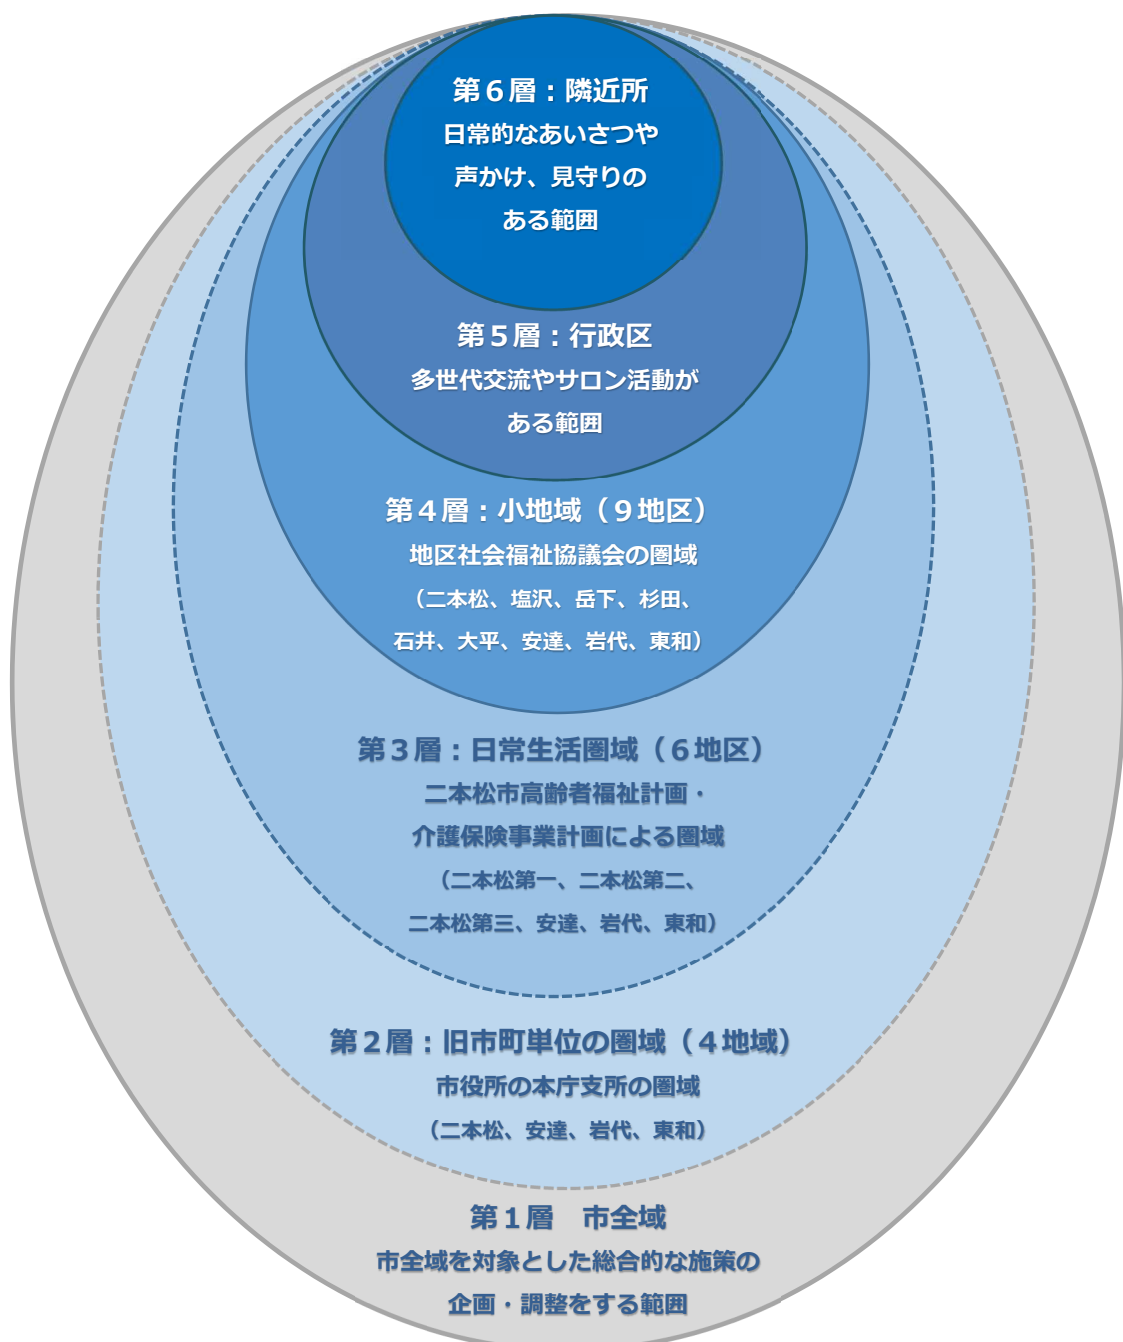 第６層：隣近所
日常的なあいさつや
声かけ、見守りの
ある範囲
第５層：行政区
多世代交流やサロン活動が
ある範囲
第４層：小地域（９地区）
地区社会福祉協議会の圏域
（二本松、塩沢、岳下、杉田、
石井、大平、安達、岩代、東和）
第３層：日常生活圏域（６地区）
二本松市高齢者福祉計画・
介護保険事業計画による圏域
（二本松第一、二本松第二、
二本松第三、安達、岩代、東和）
第２層：旧市町単位の圏域（４地域）
市役所の本庁支所の圏域
（二本松、安達、岩代、東和）
第１層　市全域
市全域を対象とした総合的な施策の
企画・調整をする範囲